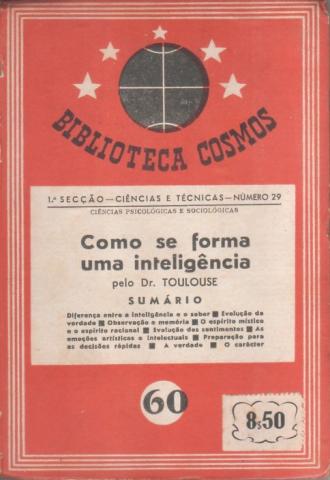 BIBLIOTECA COSMOS
1.ª SECÇÃO — CIÊNCIAS E TÉCNICAS — NÚMERO 29
CIÊNCIAS PSICOLÓGICAS E SOCIOLÓGICAS
Como se forma
uma inteligência
pelo Dr. TOULOUSE
SUMÁRIO
Diferença entre a inteligência e o saber ■ Evolução da
verdade ■ Observação e memória ■ O espírito místico
e o espírito racional ■ Evolução dos sentimentos ■ As
emoções artísticas e intelectuais ■ Preparação para
as decisões rápidas ■ A verdade ■ O carácter
60
8$50